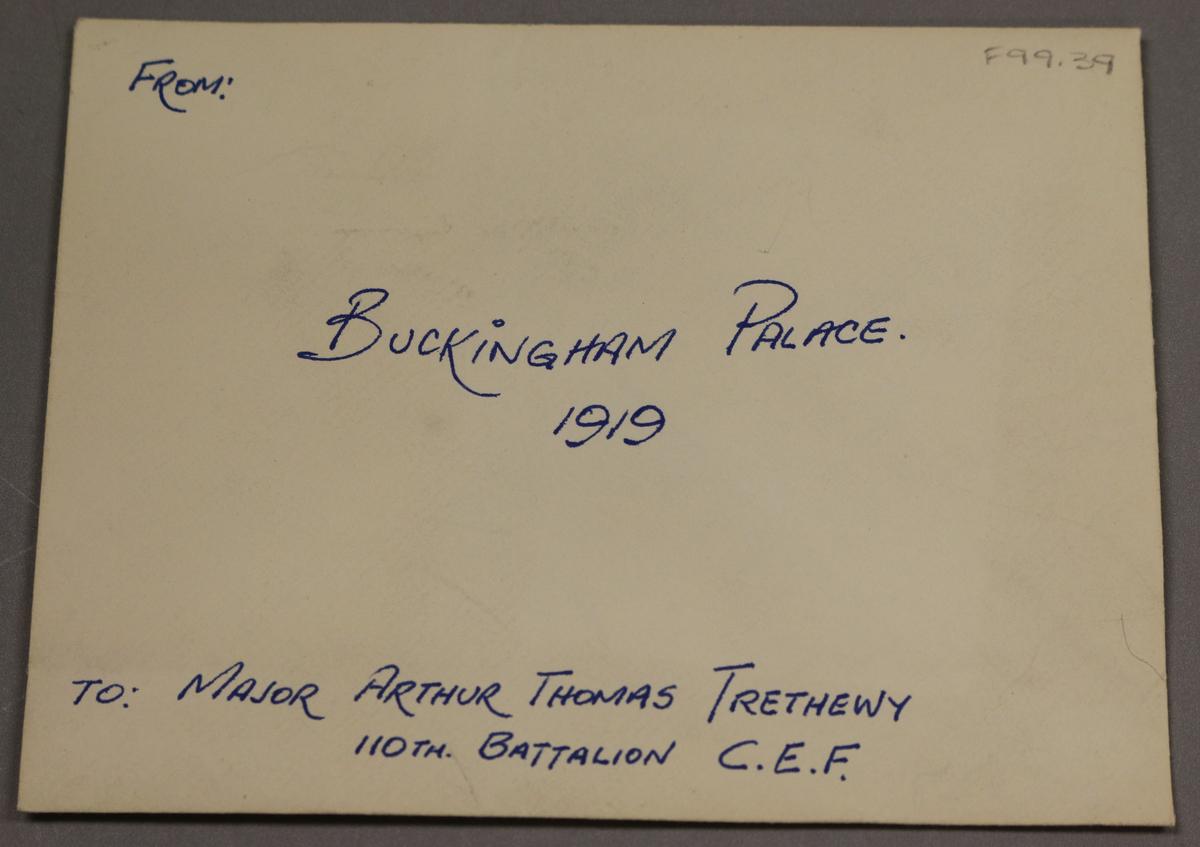 F99.39
FROM:
BUCKINGHAM PALACE.
1919
TO: MAJOR ARTHUR THOMAS TRETHEWY
110TH. BATTALION C.E.F.